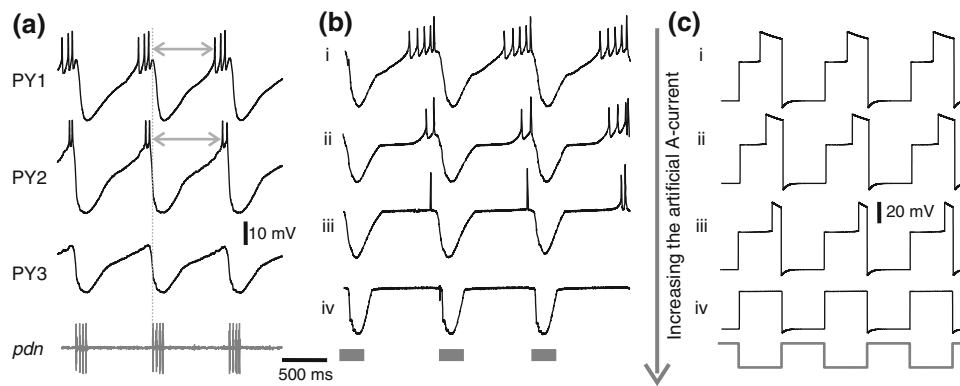 (a)
PY1
PY2
10 mV
PY3
pdn
500 ms
(b)
i
ii
iii
iv
Increasing the artificial A-current
(c)
i
ii
iii
20 mV
iv